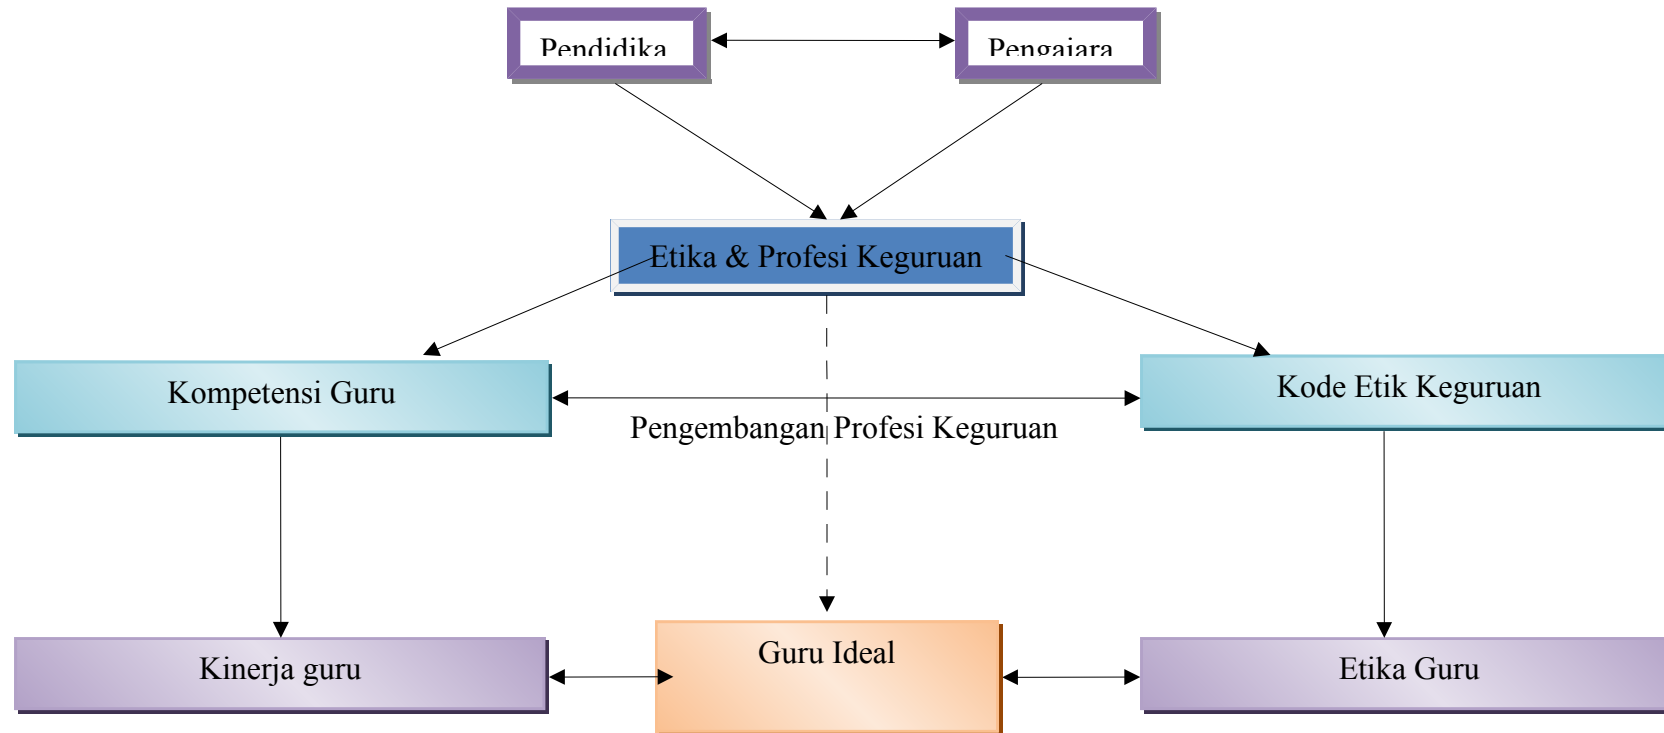 Pendidika
Pengajara
Etika & Profesi Keguruan
Kompetensi Guru
Kode Etik Keguruan
Pengembangan Profesi Keguruan
Kinerja guru
Guru Ideal
Etika Guru